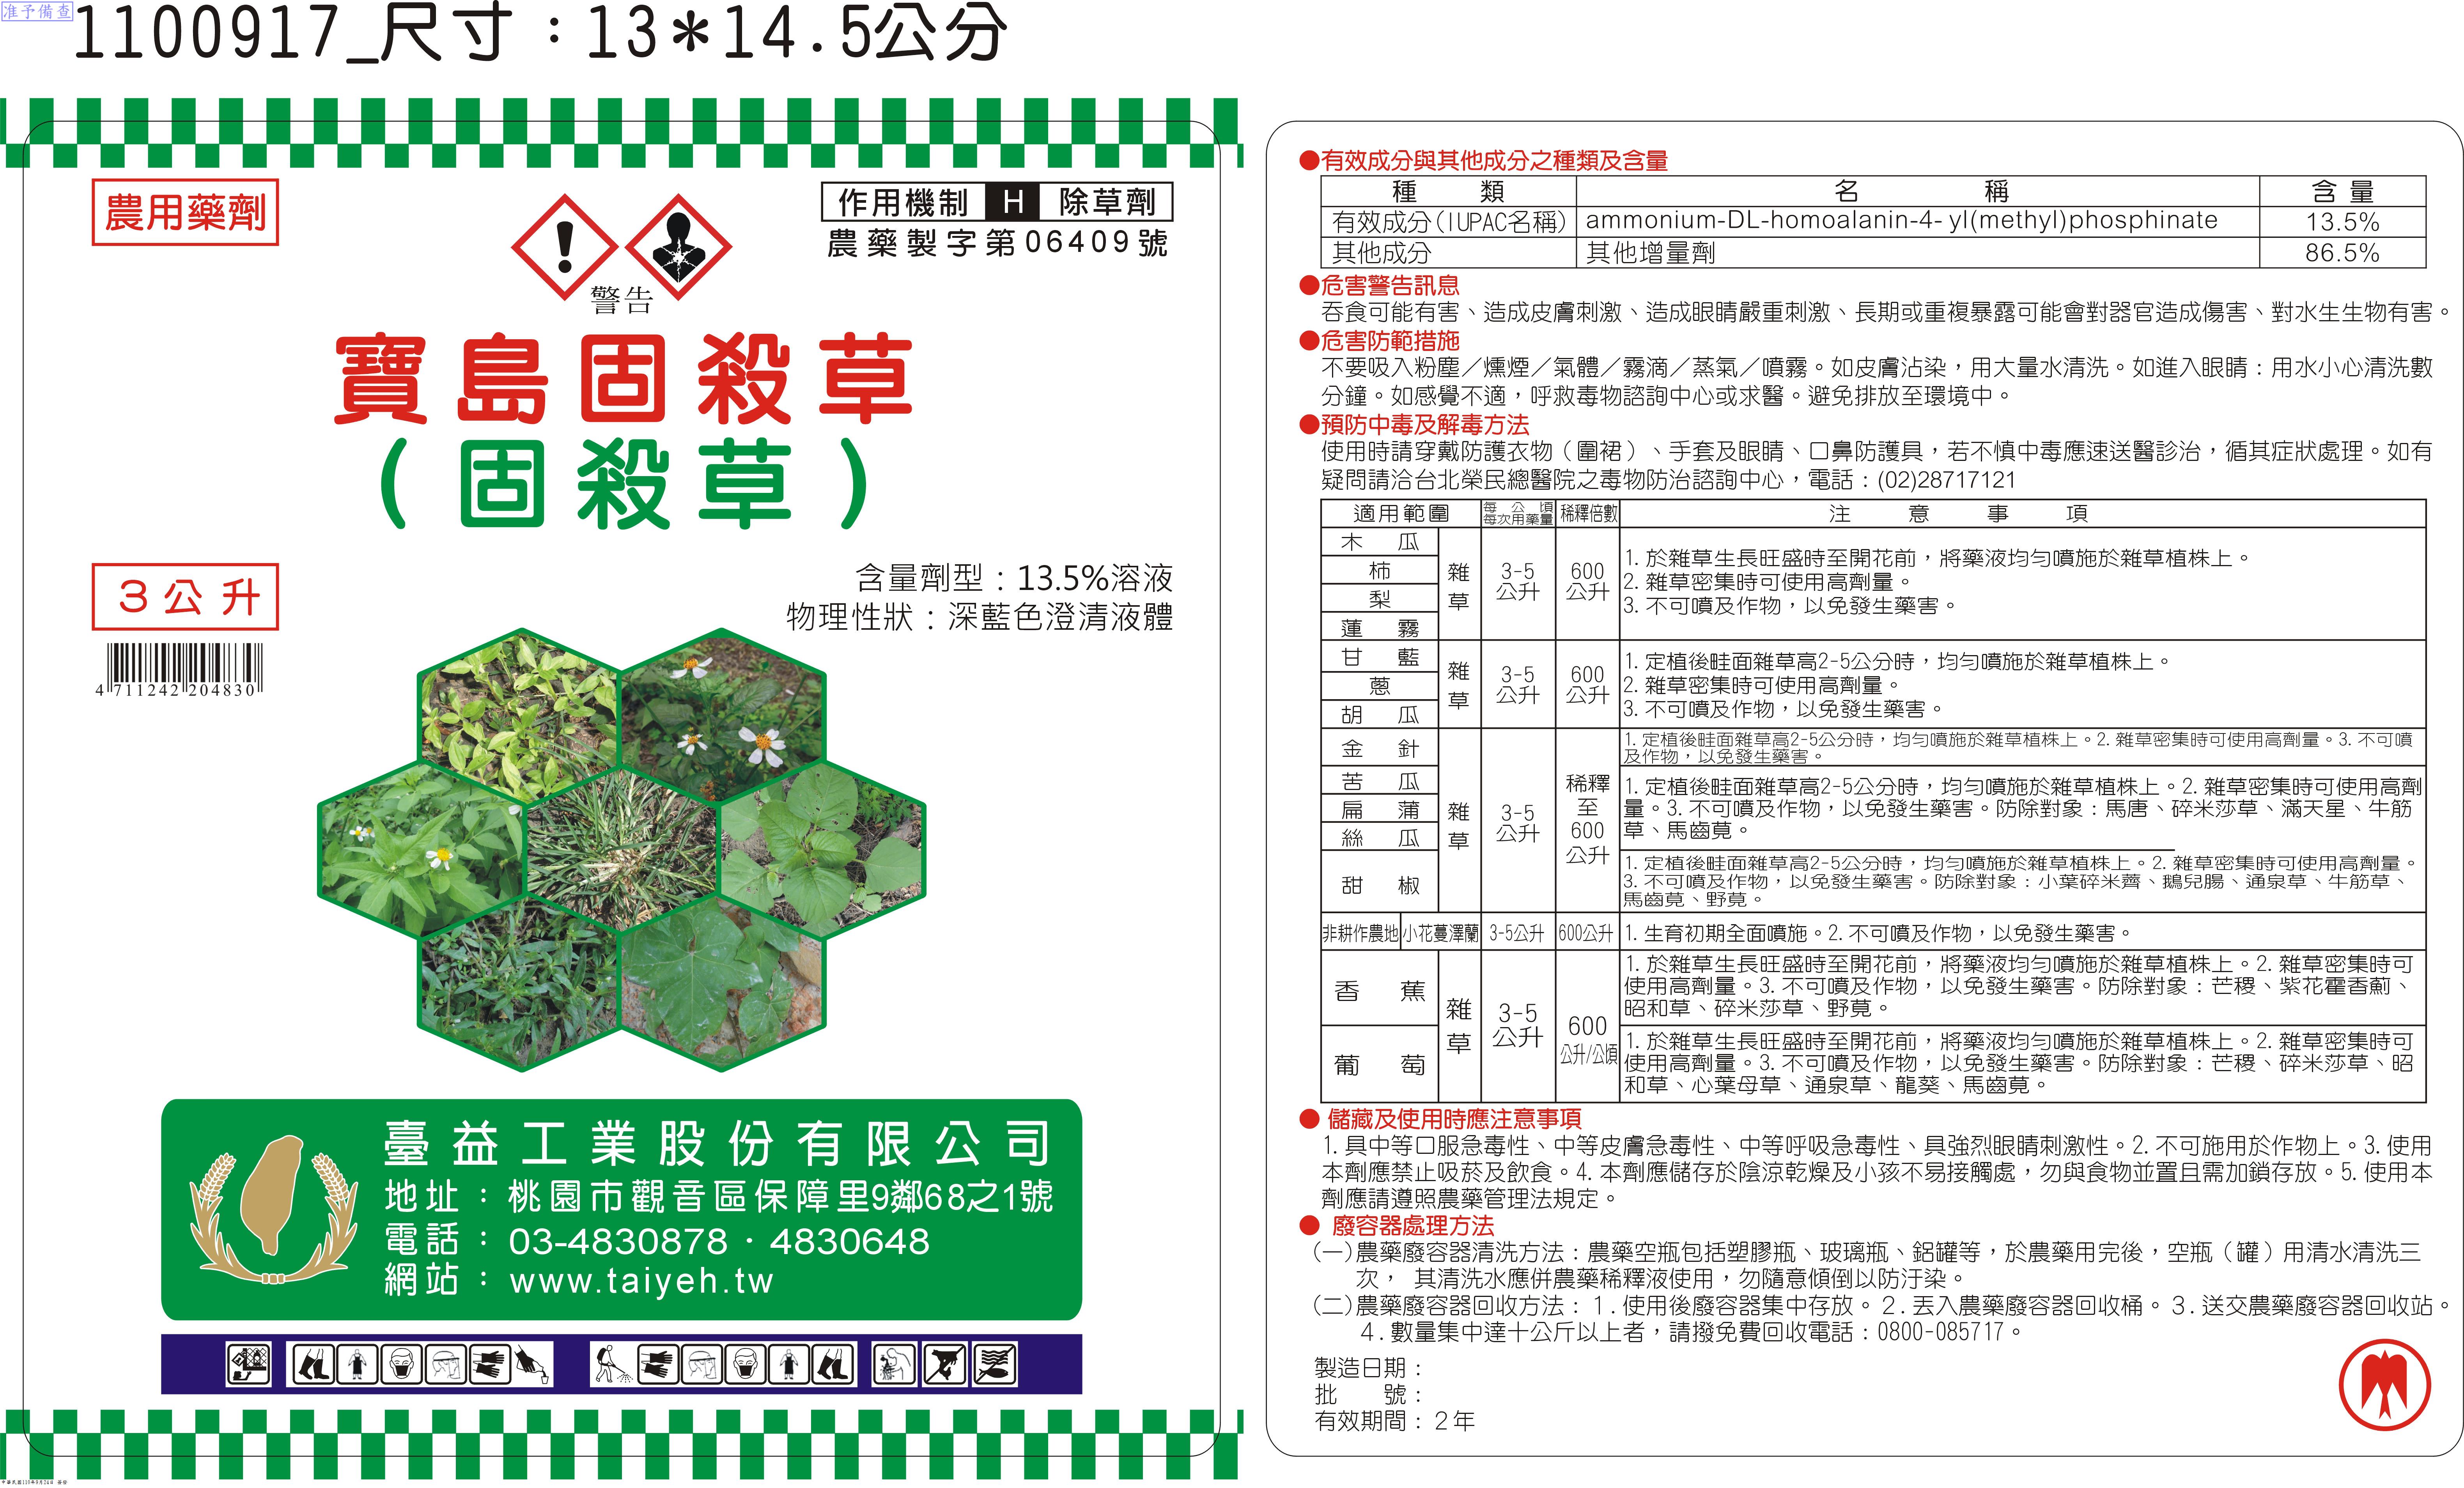 准予備查
1100917_尺寸：13*14.5公分
農用藥劑
作用機制 H 除草劑
農藥製字第06409號
警告
寶島固殺草
(固殺草)
3公升
含量劑型：13.5%溶液
物理性狀：深藍色澄清液體
4 711242 204830
臺益工業股份有限公司
地址：桃園市觀音區保障里9鄰68之1號
電話：03-4830878．4830648
網站：www.taiyeh.tw
●有效成分與其他成分之種類及含量
種類 名稱 含量
有效成分(IUPAC名稱) ammonium-DL-homoalanin-4- yl(methyl)phosphinate 13.5%
其他成分 其他增量劑 86.5%
●危害警告訊息
吞食可能有害、造成皮膚刺激、造成眼睛嚴重刺激、長期或重複暴露可能會對器官造成傷害、對水生生物有害。
●危害防範措施
不要吸入粉塵／燻煙／氣體／霧滴／蒸氣／噴霧。如皮膚沾染，用大量水清洗。如進入眼睛：用水小心清洗數
分鐘。如感覺不適，呼救毒物諮詢中心或求醫。避免排放至環境中。
●預防中毒及解毒方法
使用時請穿戴防護衣物（圍裙）、手套及眼睛、口鼻防護具，若不慎中毒應速送醫診治，循其症狀處理。如有
疑問請洽台北榮民總醫院之毒物防治諮詢中心，電話：(02)28717121
適用範圍 每公頃每次用藥量 稀釋倍數 注意事項
木瓜
柿
梨
蓮霧
雜草
3-5公升
600公升
1. 於雜草生長旺盛時至開花前，將藥液均勻噴施於雜草植株上。
2. 雜草密集時可使用高劑量。
3. 不可噴及作物，以免發生藥害。
甘藍
蔥
胡瓜
雜草
3-5公升
600公升
1. 定植後畦面雜草高2-5公分時，均勻噴施於雜草植株上。
2. 雜草密集時可使用高劑量。
3. 不可噴及作物，以免發生藥害。
金針
苦瓜
扁蒲
絲瓜
甜椒
雜草
3-5公升
稀釋至600公升
1. 定植後畦面雜草高2-5公分時，均勻噴施於雜草植株上。2. 雜草密集時可使用高劑量。3. 不可噴
及作物，以免發生藥害。
1. 定植後畦面雜草高2-5公分時，均勻噴施於雜草植株上。2. 雜草密集時可使用高劑
量。3. 不可噴及作物，以免發生藥害。防除對象：馬唐、碎米莎草、滿天星、牛筋
草、馬齒莧。
1. 定植後畦面雜草高2-5公分時，均勻噴施於雜草植株上。2. 雜草密集時可使用高劑量。
3. 不可噴及作物，以免發生藥害。防除對象：小葉碎米薺、鵝兒腸、通泉草、牛筋草、
馬齒莧、野莧。
非耕作農地 小花蔓澤蘭 3-5公升 600公升 1. 生育初期全面噴施。2. 不可噴及作物，以免發生藥害。
香蕉
葡萄
雜草
3-5公升
600公升/公頃
1. 於雜草生長旺盛時至開花前，將藥液均勻噴施於雜草植株上。2. 雜草密集時可
使用高劑量。3. 不可噴及作物，以免發生藥害。防除對象：芒稷、紫花霍香薊、
昭和草、碎米莎草、野莧。
1. 於雜草生長旺盛時至開花前，將藥液均勻噴施於雜草植株上。2. 雜草密集時可
使用高劑量。3. 不可噴及作物，以免發生藥害。防除對象：芒稷、碎米莎草、昭
和草、心葉母草、通泉草、龍葵、馬齒莧。
● 儲藏及使用時應注意事項
1. 具中等口服急毒性、中等皮膚急毒性、中等呼吸急毒性、具強烈眼睛刺激性。2. 不可施用於作物上。3. 使用
本劑應禁止吸菸及飲食。4. 本劑應儲存於陰涼乾燥及小孩不易接觸處，勿與食物並置且需加鎖存放。5. 使用本
劑應請遵照農藥管理法規定。
● 廢容器處理方法
(一)農藥廢容器清洗方法：農藥空瓶包括塑膠瓶、玻璃瓶、鋁罐等，於農藥用完後，空瓶（罐）用清水清洗三
次， 其清洗水應併農藥稀釋液使用，勿隨意傾倒以防汙染。
(二)農藥廢容器回收方法：1．使用後廢容器集中存放。2．丟入農藥廢容器回收桶。3．送交農藥廢容器回收站。
4．數量集中達十公斤以上者，請撥免費回收電話：0800-085717。
製造日期：
批號：
有效期間：2年